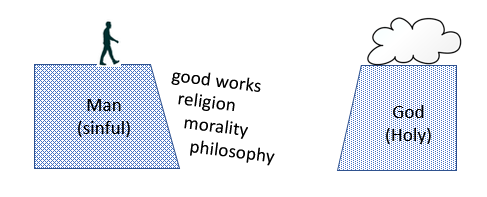 Man
(sinful)
good works
religion
morality
philosophy
God
(Holy)